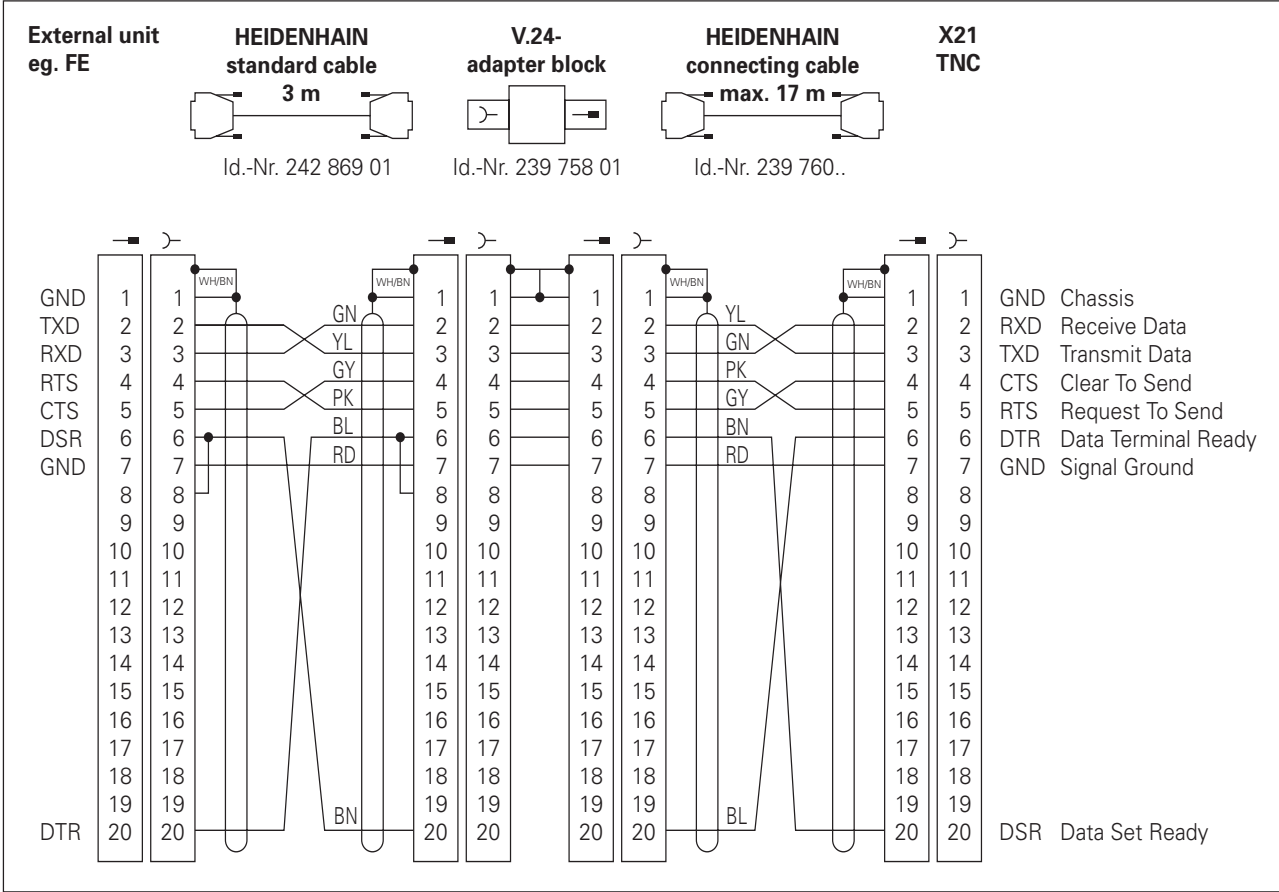 External unit
eg. FE
HEIDENHAIN
standard cable
3 m
V.24-
adapter block
HEIDENHAIN
connecting cable
max. 17 m
X21
TNC
Id.-Nr. 242 869 01
Id.-Nr. 239 758 01
Id.-Nr. 239 760..
WH/BN WH/BN WH/BN WH/BN
GND 1 1 1 1 1 1 1 1 GND Chassis
TXD 2 2 GN 2 2 2 2 YL 2 2 RXD Receive Data
RXD 3 3 YL 3 3 3 3 GN 3 3 TXD Transmit Data
RTS 4 4 GY 4 4 4 4 PK 4 4 CTS Clear To Send
CTS 5 5 PK 5 5 5 5 GY 5 5 RTS Request To Send
DSR 6 6 BL 6 6 6 6 BN 6 6 DTR Data Terminal Ready
GND 7 7 RD 7 7 7 7 RD 7 7 GND Signal Ground
8 8 8 8 8 8 8 8
9 9 9 9 9 9 9 9
10 10 10 10 10 10 10 10
11 11 11 11 11 11 11 11
12 12 12 12 12 12 12 12
13 13 13 13 13 13 13 13
14 14 14 14 14 14 14 14
15 15 15 15 15 15 15 15
16 16 16 16 16 16 16 16
17 17 17 17 17 17 17 17
18 18 18 18 18 18 18 18
19 19 19 19 19 19 19 19
DTR 20 20 BN 20 20 20 20 BL 20 20 DSR Data Set Ready